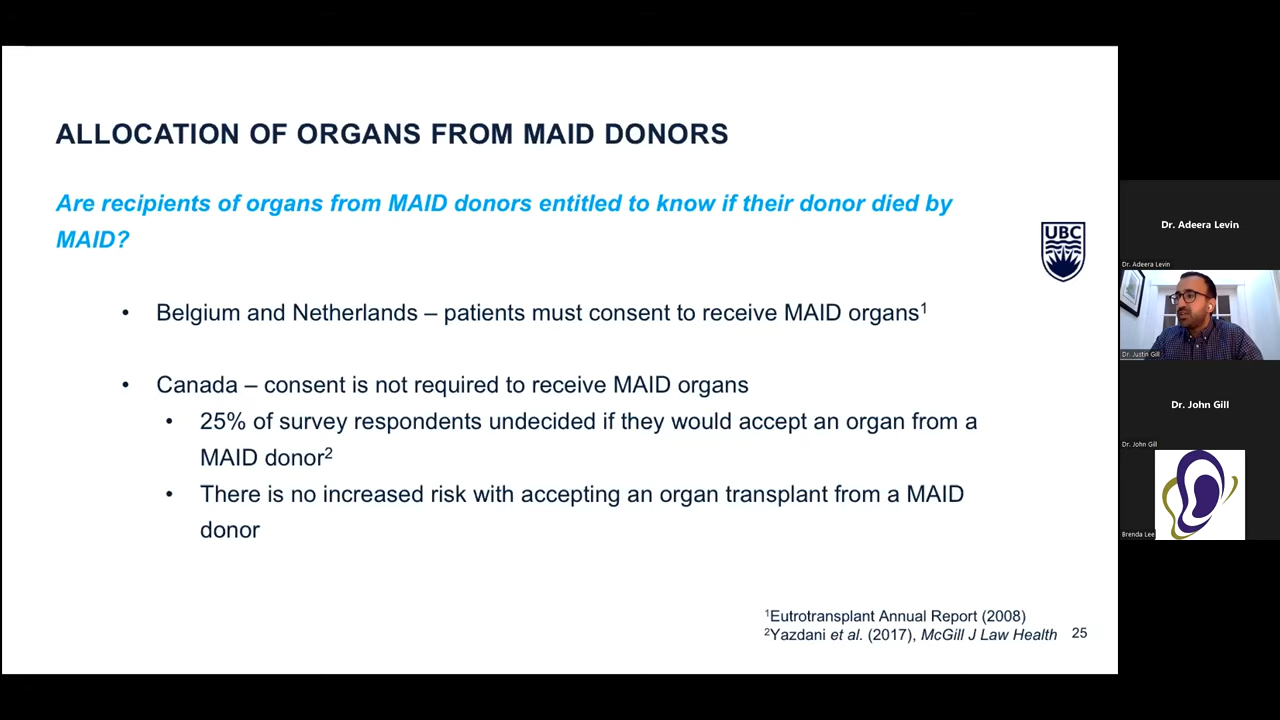 ALLOCATION OF ORGANS FROM MAID DONORS
Are recipients of organs from MAID donors entitled to know if their donor died by
MAID?
UBC
• Belgium and Netherlands – patients must consent to receive MAID organs¹
• Canada – consent is not required to receive MAID organs
• 25% of survey respondents undecided if they would accept an organ from a
MAID donor²
• There is no increased risk with accepting an organ transplant from a MAID
donor
¹Eutrotransplant Annual Report (2008)
²Yazdani et al. (2017), McGill J Law Health
25
Dr. Adeera Levin
Dr. Adeera Levin
Dr. Justin Gill
Dr. John Gill
Dr. John Gill
Brenda Lee